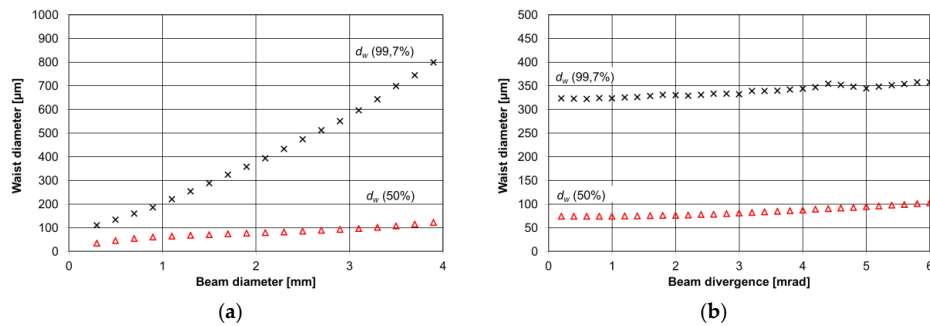 1000
900
800
700
600
500
400
300
200
100
0
Waist diameter [µm]
d_w (99,7%)
d_w (50%)
0 1 2 3 4
Beam diameter [mm]
(a)
500
450
400
350
300
250
200
150
100
50
0
Waist diameter [µm]
d_w (99,7%)
d_w (50%)
0 1 2 3 4 5 6
Beam divergence [mrad]
(b)